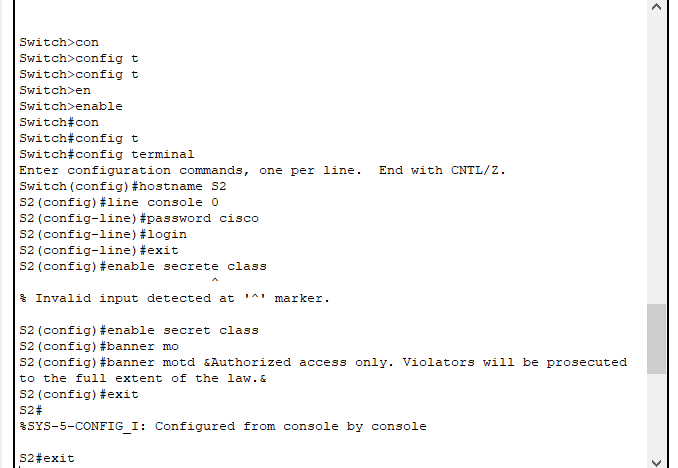 Switch>con
Switch>config t
Switch>config t
Switch>en
Switch>enable
Switch#con
Switch#config t
Switch#config terminal
Enter configuration commands, one per line.  End with CNTL/Z.
Switch(config)#hostname S2
S2(config)#line console 0
S2(config-line)#password cisco
S2(config-line)#login
S2(config-line)#exit
S2(config)#enable secrete class
^
% Invalid input detected at '^' marker.
S2(config)#enable secret class
S2(config)#banner mo
S2(config)#banner motd &Authorized access only. Violators will be prosecuted
to the full extent of the law.&
S2(config)#exit
S2#
%SYS-5-CONFIG_I: Configured from console by console
S2#exit